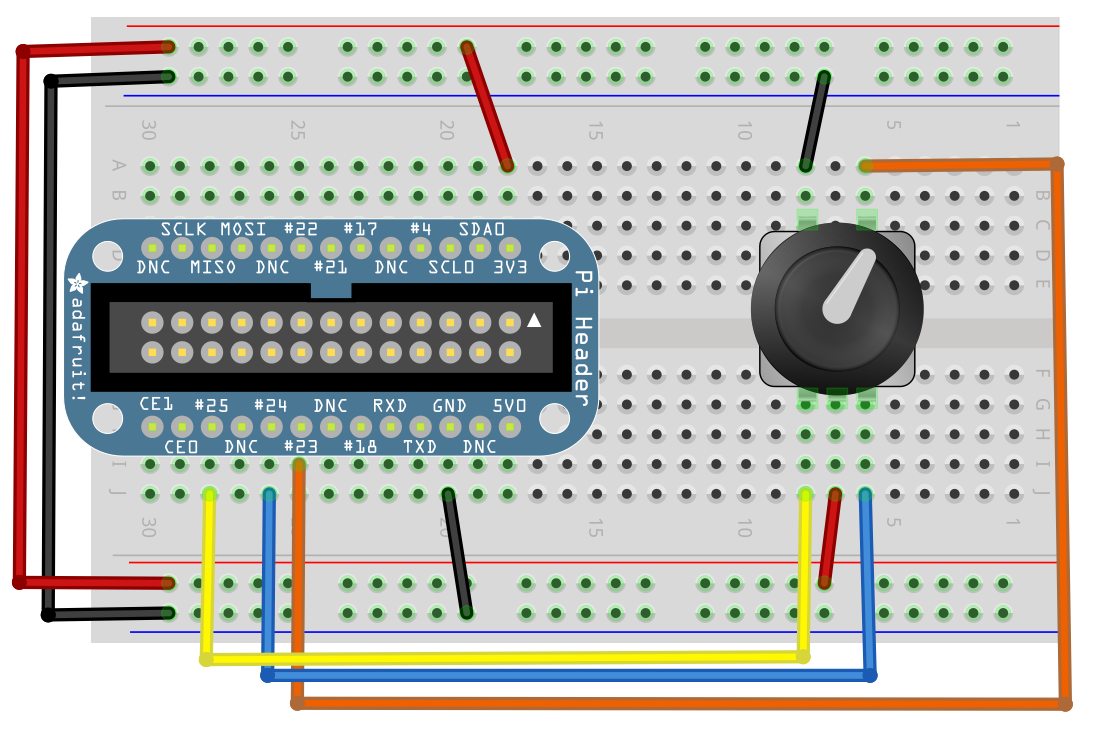 30 25 20 15 10 5 1
A
B B
C
D D
E
SCLK MOSI #22 #17 #4 SDA0
DNC MISO DNC #21 DNC SCL0 3V3
adafruit!
Pi Header
CE1 #25 #24 DNC RXD GND 5V0
CE0 DNC #23 #18 TXD DNC
F
G
H
I I
J J
30 20 15 10 5 1